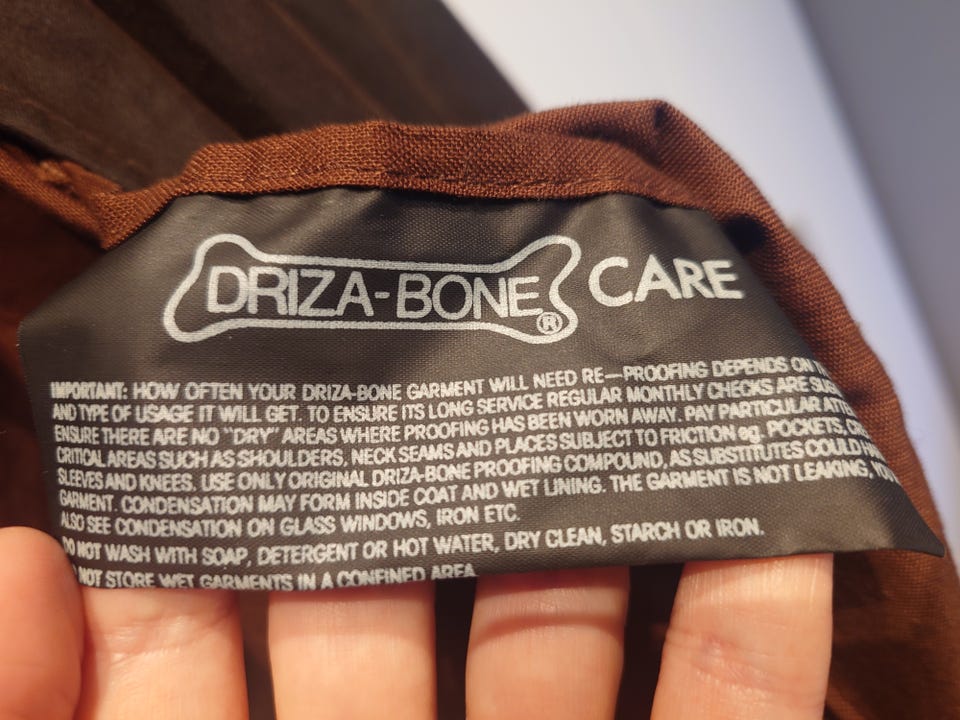 DRIZA-BONE® CARE
IMPORTANT: HOW OFTEN YOUR DRIZA-BONE GARMENT WILL NEED RE-PROOFING DEPENDS ON
AND TYPE OF USAGE IT WILL GET. TO ENSURE ITS LONG SERVICE REGULAR MONTHLY CHECKS ARE
ENSURE THERE ARE NO "DRY" AREAS WHERE PROOFING HAS BEEN WORN AWAY. PAY PARTICULAR
CRITICAL AREAS SUCH AS SHOULDERS, NECK SEAMS AND PLACES SUBJECT TO FRICTION eg. POCKETS,
SLEEVES AND KNEES. USE ONLY ORIGINAL DRIZA-BONE PROOFING COMPOUND, AS SUBSTITUTES COULD
GARMENT. CONDENSATION MAY FORM INSIDE COAT AND WET LINING. THE GARMENT IS NOT LEAKING,
ALSO SEE CONDENSATION ON GLASS WINDOWS, IRON ETC.
DO NOT WASH WITH SOAP, DETERGENT OR HOT WATER, DRY CLEAN, STARCH OR IRON.
NOT STORE WET GARMENTS IN A CONFINED AREA